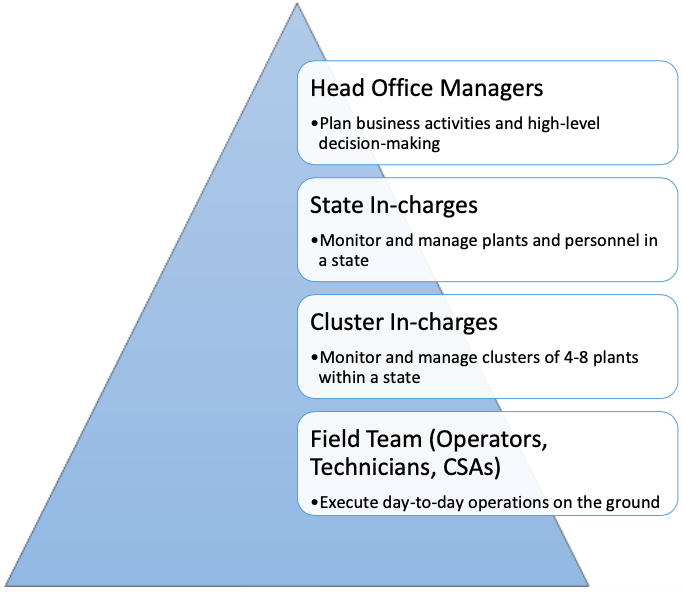 Head Office Managers
•Plan business activities and high-level
decision-making
State In-charges
•Monitor and manage plants and personnel in
a state
Cluster In-charges
•Monitor and manage clusters of 4-8 plants
within a state
Field Team (Operators,
Technicians, CSAs)
•Execute day-to-day operations on the ground